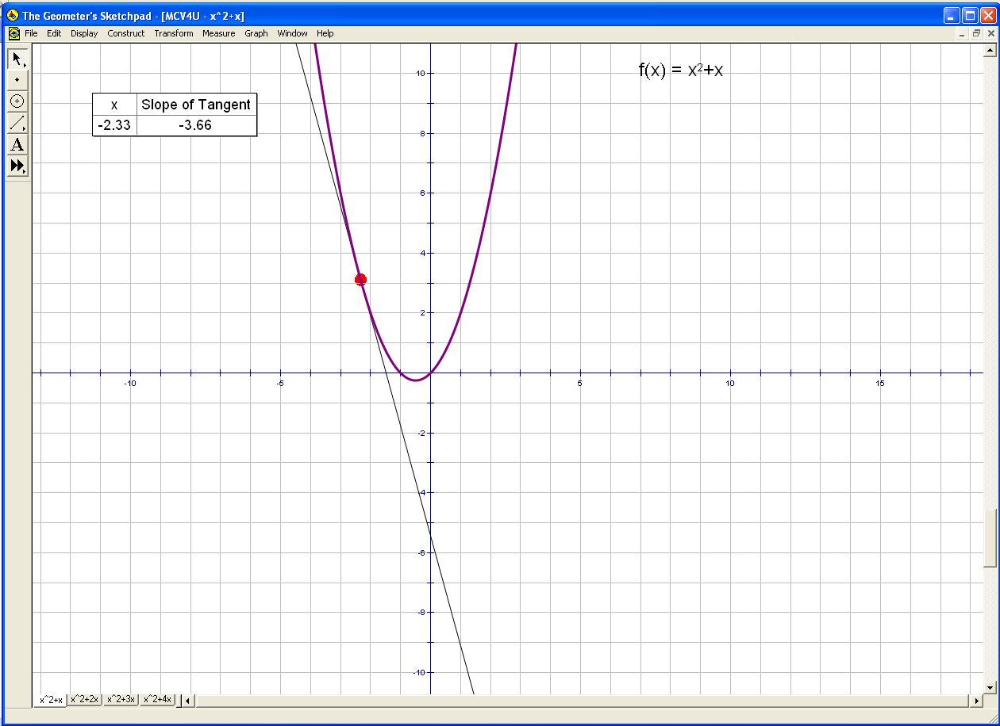 The Geometer's Sketchpad - [MCV4U - x^2+x]
File Edit Display Construct Transform Measure Graph Window Help
f(x) = x²+x
x Slope of Tangent
-2.33 -3.66
A
10
8
6
4
2
-10 -5 5 10 15
-2
-4
-6
-8
-10
x^2+x x^2+2x x^2+3x x^2+4x